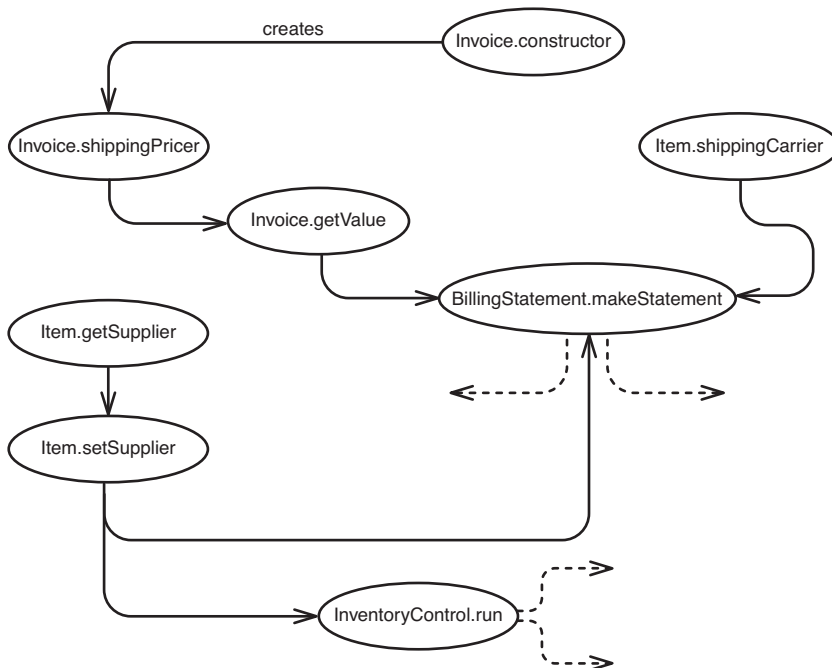 creates
Invoice.constructor
Invoice.shippingPricer
Item.shippingCarrier
Invoice.getValue
BillingStatement.makeStatement
Item.getSupplier
Item.setSupplier
InventoryControl.run